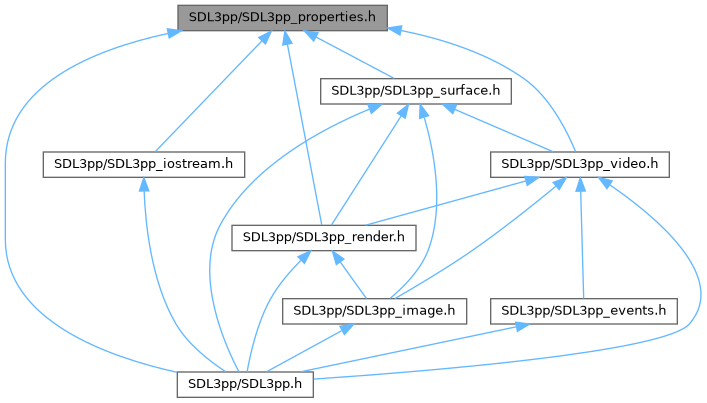 SDL3pp/SDL3pp_properties.h
SDL3pp/SDL3pp_surface.h
SDL3pp/SDL3pp_iostream.h
SDL3pp/SDL3pp_video.h
SDL3pp/SDL3pp_render.h
SDL3pp/SDL3pp_image.h
SDL3pp/SDL3pp_events.h
SDL3pp/SDL3pp.h